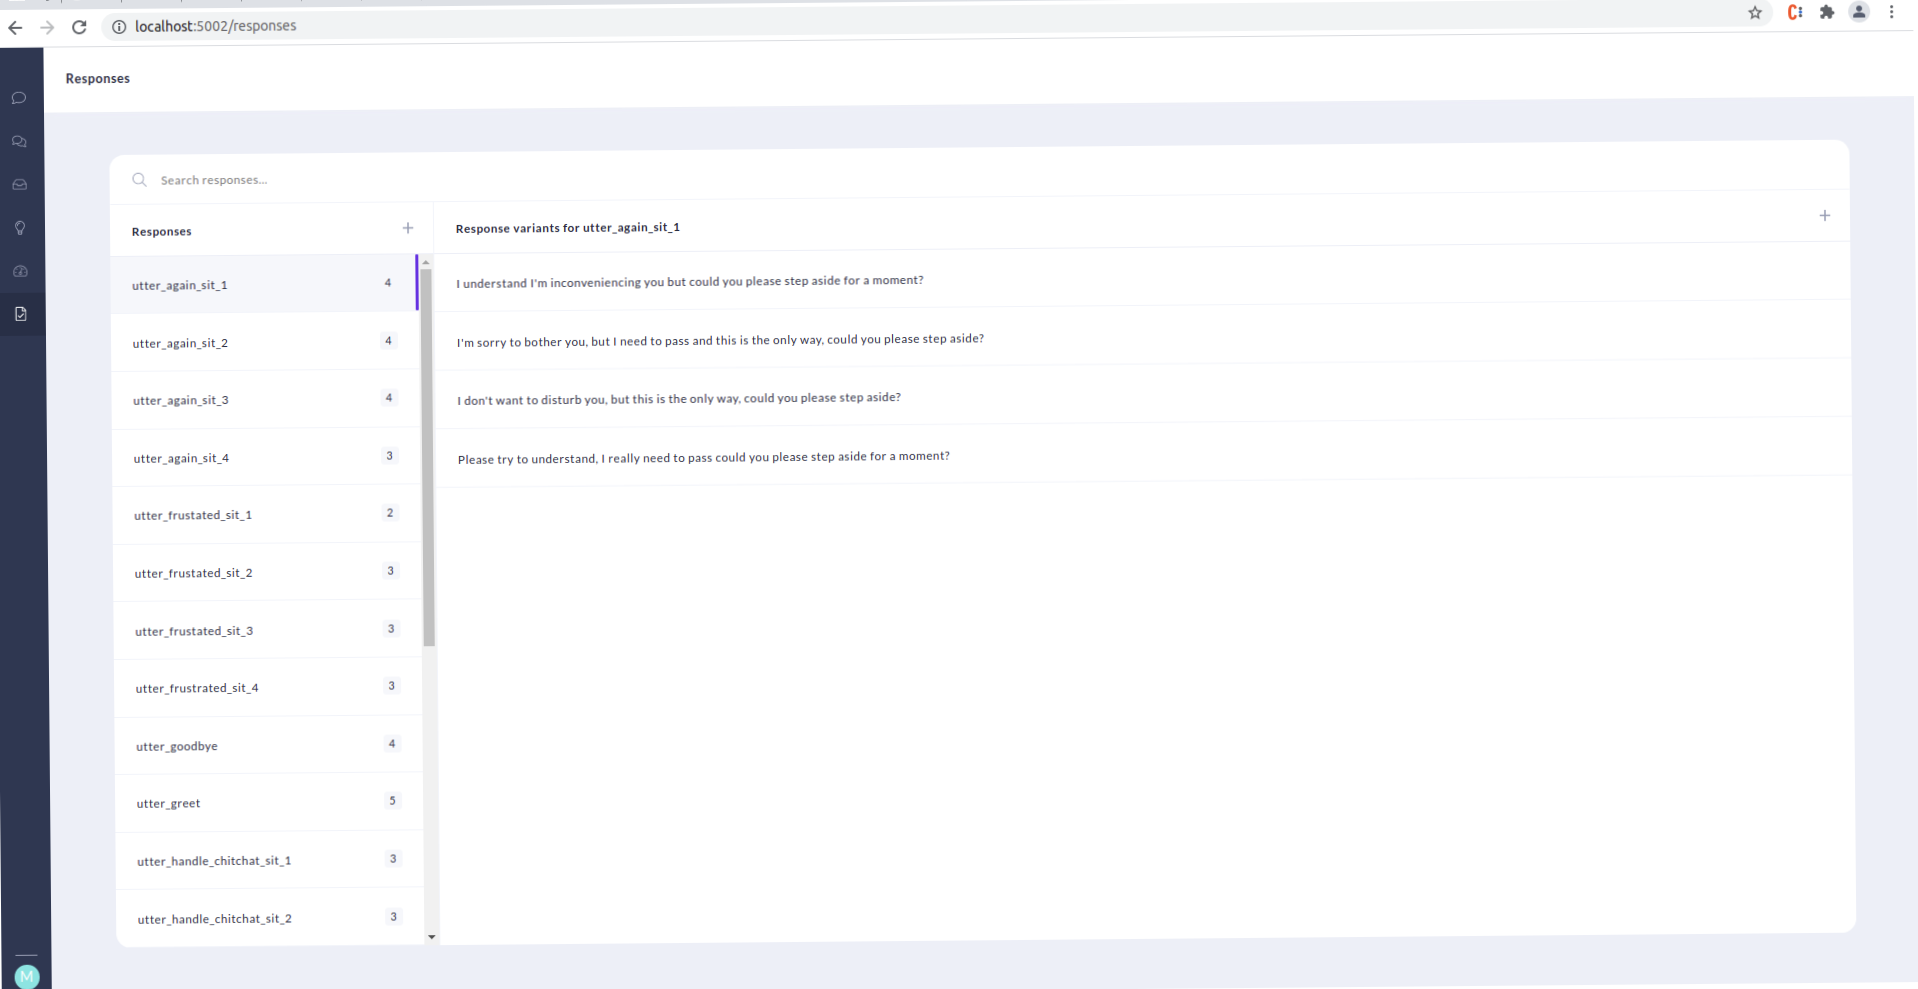 localhost:5002/responses
Responses
Search responses...
Responses
Response variants for utter_again_sit_1
utter_again_sit_1 4
I understand I'm inconveniencing you but could you please step aside for a moment?
utter_again_sit_2 4
I'm sorry to bother you, but I need to pass and this is the only way, could you please step aside?
utter_again_sit_3 4
I don't want to disturb you, but this is the only way, could you please step aside?
utter_again_sit_4 3
Please try to understand, I really need to pass could you please step aside for a moment?
utter_frustated_sit_1 2
utter_frustated_sit_2 3
utter_frustated_sit_3 3
utter_frustrated_sit_4 3
utter_goodbye 4
utter_greet 5
utter_handle_chitchat_sit_1 3
utter_handle_chitchat_sit_2 3
M